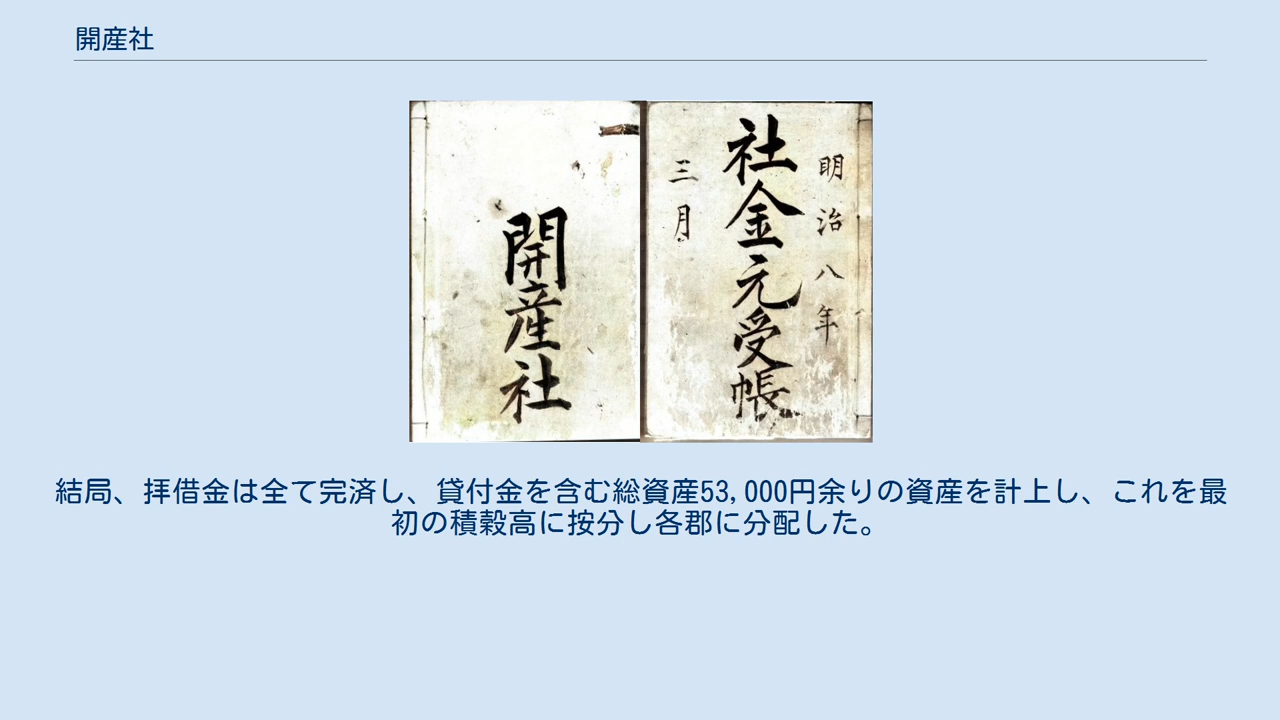 開産社
開産社
明治八年
社金元受帳
三月
結局、拝借金は全て完済し、貸付金を含む総資産53,000円余りの資産を計上し、これを最
初の積穀高に按分し各郡に分配した。